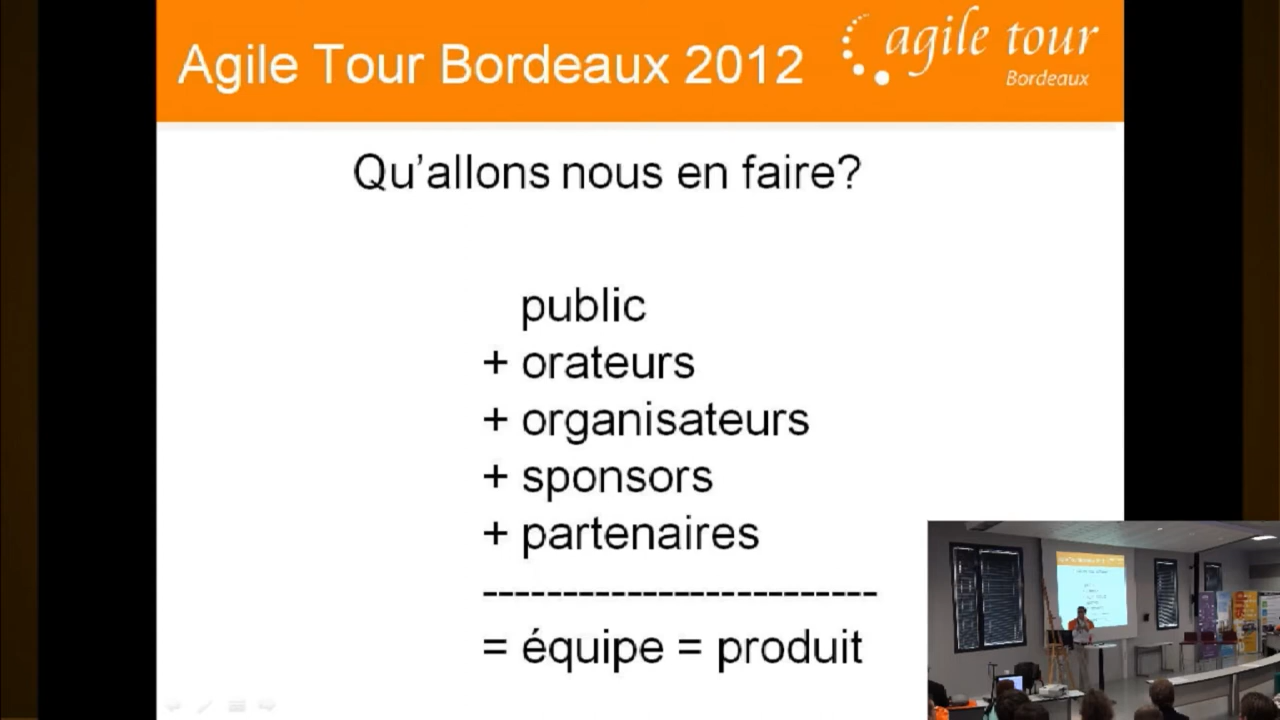 Agile Tour Bordeaux 2012
agile tour
Bordeaux
Qu'allons nous en faire?
public
+ orateurs
+ organisateurs
+ sponsors
+ partenaires
-------------------------
= équipe = produit